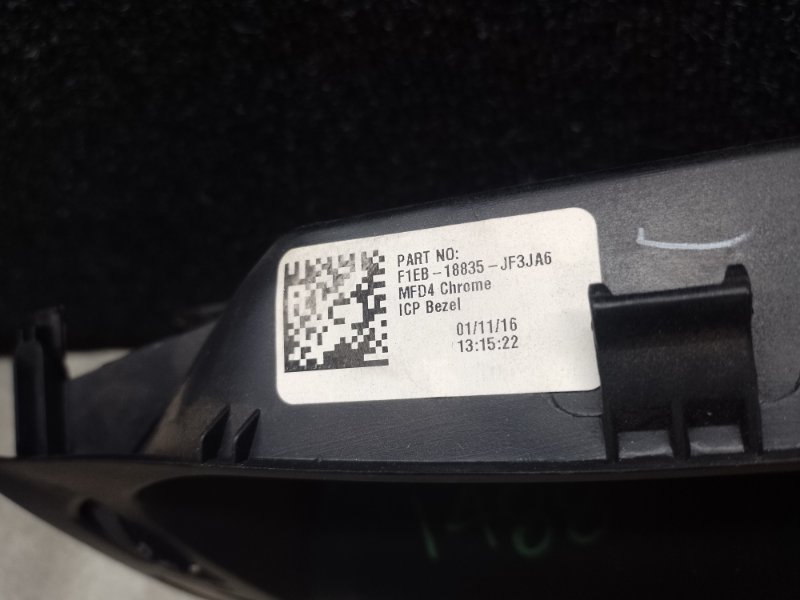 PART NO:
F1EB-18835-JF3JA6
MFD4 Chrome
ICP Bezel
01/11/16
13:15:22